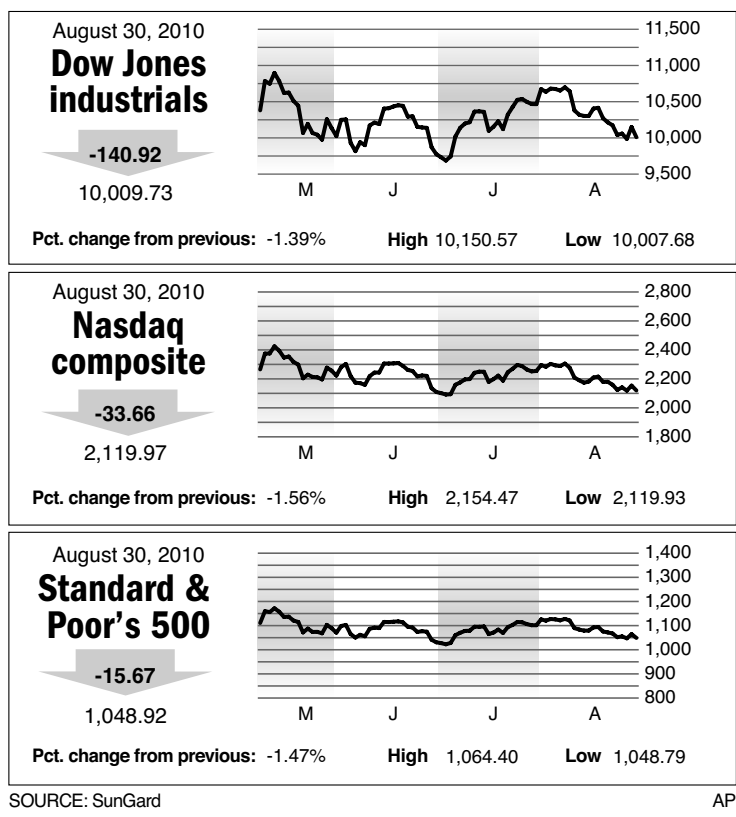 August 30, 2010
Dow Jones
industrials
-140.92
10,009.73
11,500
11,000
10,500
10,000
9,500
M J J A
Pct. change from previous: -1.39% High 10,150.57 Low 10,007.68
August 30, 2010
Nasdaq
composite
-33.66
2,119.97
2,800
2,600
2,400
2,200
2,000
1,800
M J J A
Pct. change from previous: -1.56% High 2,154.47 Low 2,119.93
August 30, 2010
Standard &
Poor's 500
-15.67
1,048.92
1,400
1,300
1,200
1,100
1,000
900
800
M J J A
Pct. change from previous: -1.47% High 1,064.40 Low 1,048.79
SOURCE: SunGard AP